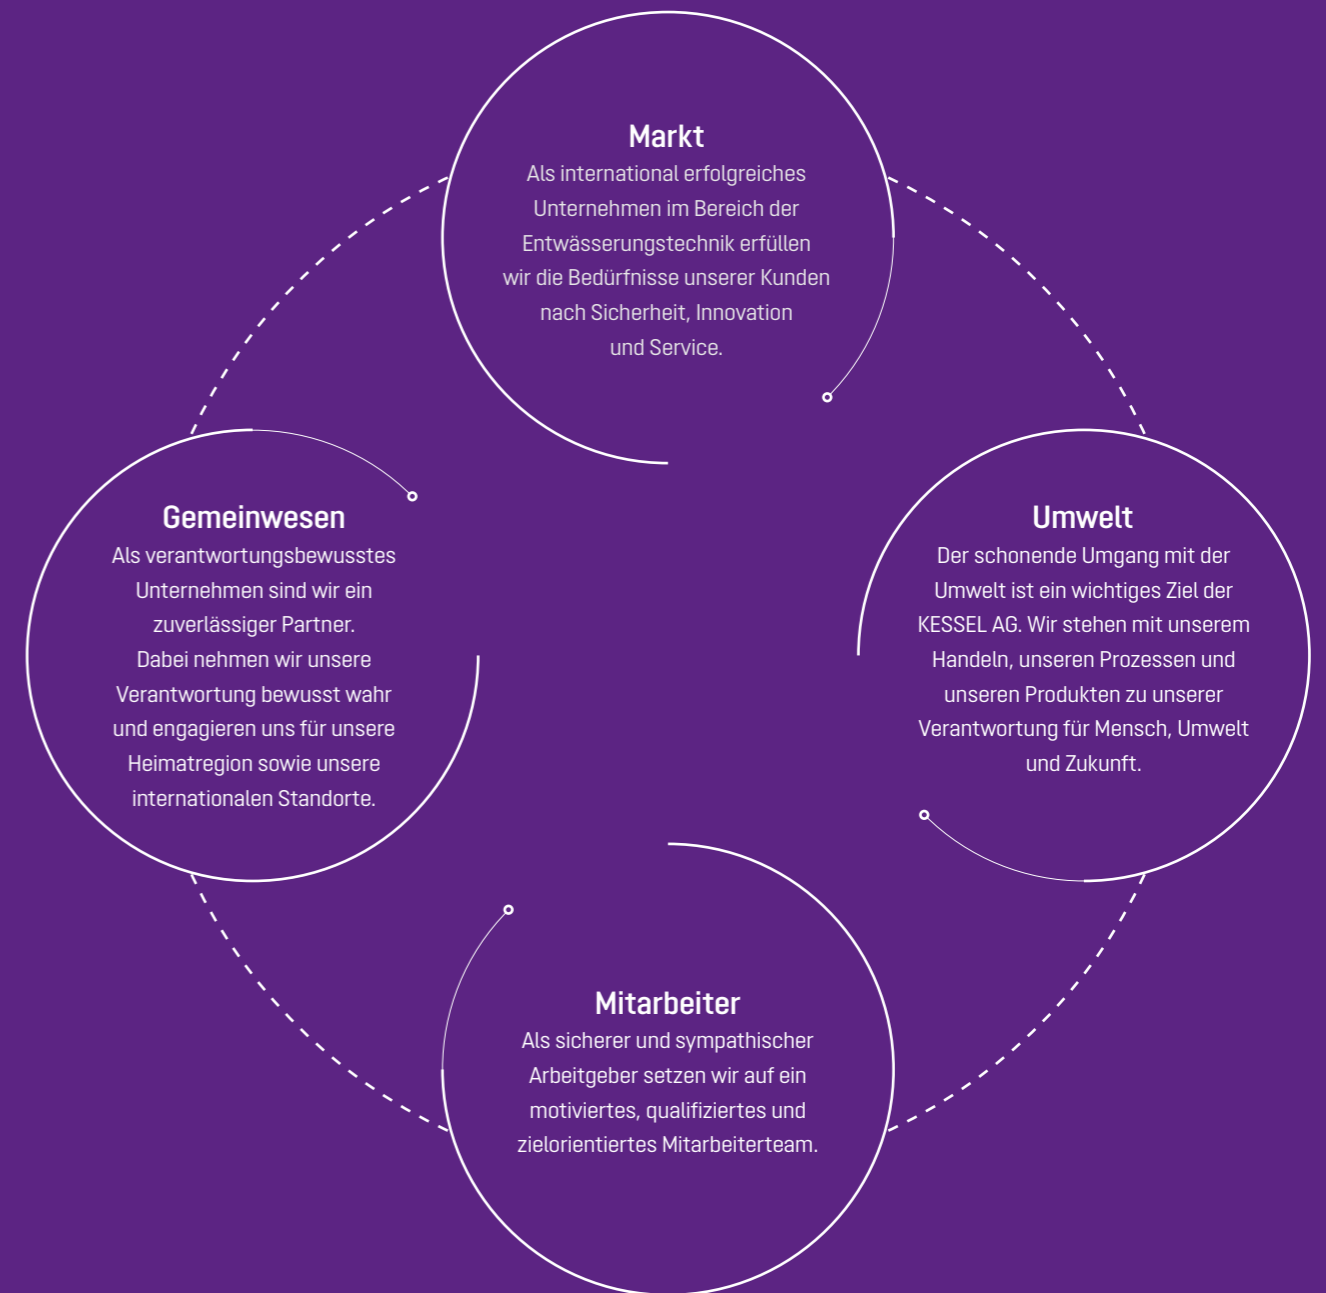 Markt
Als international erfolgreiches
Unternehmen im Bereich der
Entwässerungstechnik erfüllen
wir die Bedürfnisse unserer Kunden
nach Sicherheit, Innovation
und Service.
Gemeinwesen
Als verantwortungsbewusstes
Unternehmen sind wir ein
zuverlässiger Partner.
Dabei nehmen wir unsere
Verantwortung bewusst wahr
und engagieren uns für unsere
Heimatregion sowie unsere
internationalen Standorte.
Umwelt
Der schonende Umgang mit der
Umwelt ist ein wichtiges Ziel der
KESSEL AG. Wir stehen mit unserem
Handeln, unseren Prozessen und
unseren Produkten zu unserer
Verantwortung für Mensch, Umwelt
und Zukunft.
Mitarbeiter
Als sicherer und sympathischer
Arbeitgeber setzen wir auf ein
motiviertes, qualifiziertes und
zielorientiertes Mitarbeiterteam.